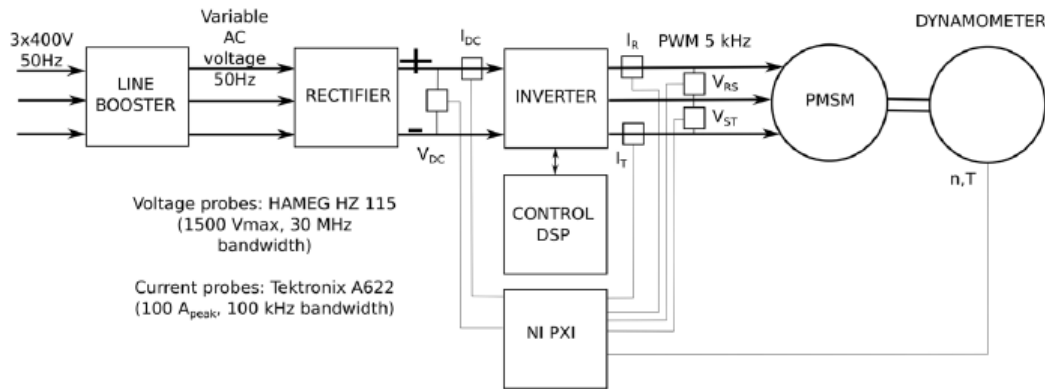 3x400V
50Hz
LINE
BOOSTER
Variable
AC
voltage
50Hz
RECTIFIER
+
-
V_DC
I_DC
INVERTER
CONTROL
DSP
NI PXI
I_R
PWM 5 kHz
V_RS
V_ST
I_T
PMSM
DYNAMOMETER
n,T
Voltage probes: HAMEG HZ 115
(1500 Vmax, 30 MHz
bandwidth)
Current probes: Tektronix A622
(100 A_peak, 100 kHz bandwidth)